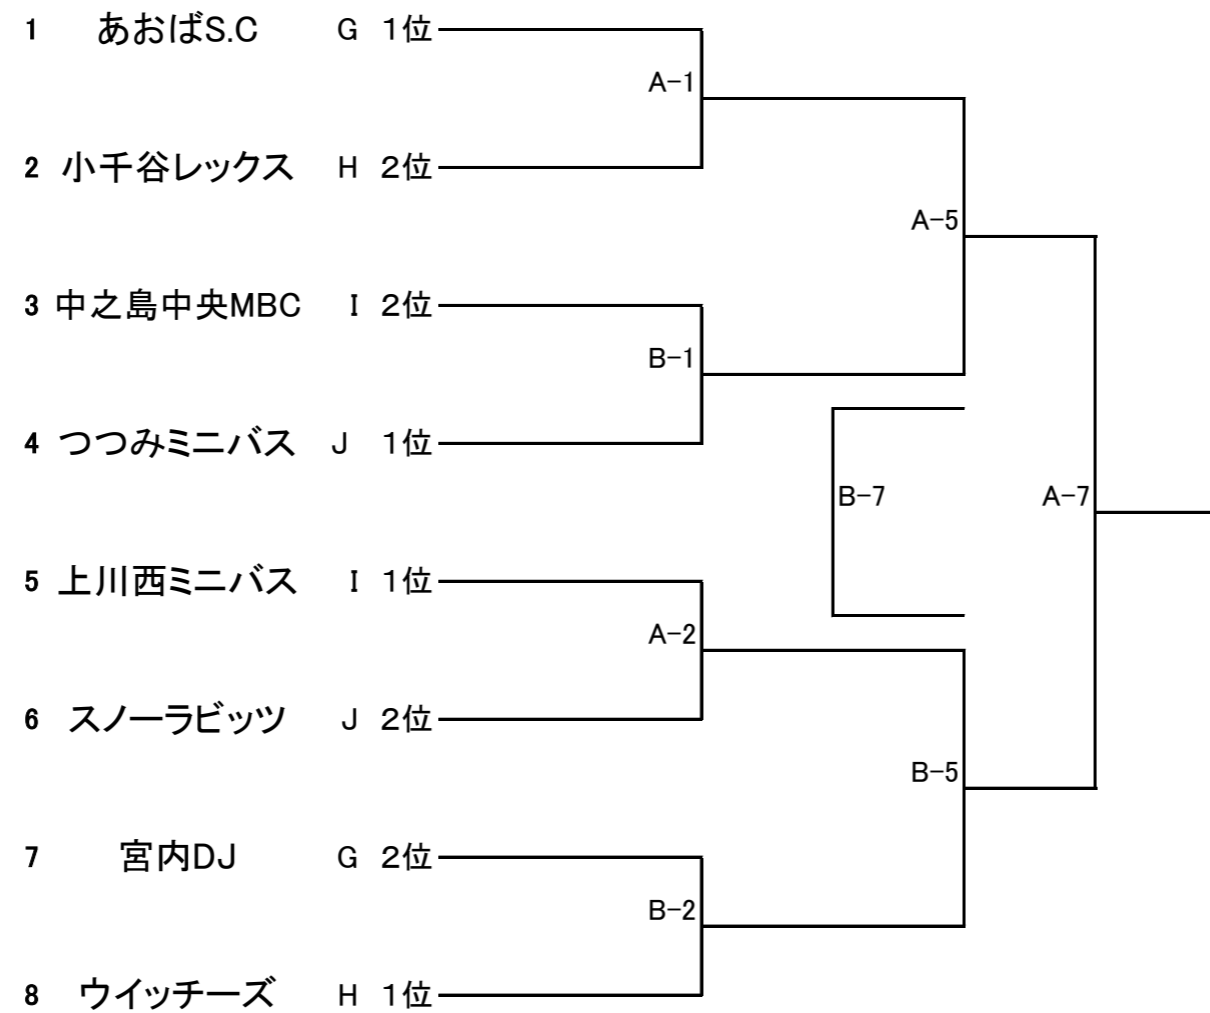 1 あおばS.C G 1位
A-1
2 小千谷レックス H 2位
A-5
3 中之島中央MBC I 2位
B-1
4 つつみミニバス J 1位
B-7 A-7
5 上川西ミニバス I 1位
A-2
6 スノーラビッツ J 2位
B-5
7 宮内DJ G 2位
B-2
8 ウイッチーズ H 1位